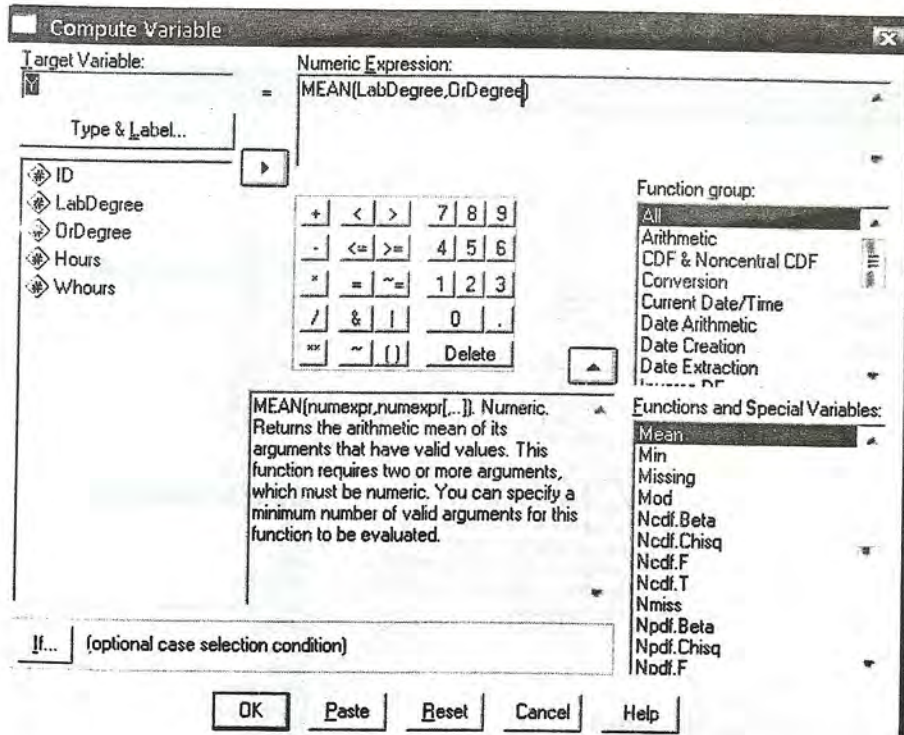 Compute Variable
Target Variable:
Y
Type & Label...
=
Numeric Expression:
MEAN(LabDegree,OrDegree)
ID
LabDegree
OrDegree
Hours
Whours
+ < > 7 8 9
- <= >= 4 5 6
* = ~= 1 2 3
/ & | 0 .
** ~ () Delete
Function group:
All
Arithmetic
CDF & Noncentral CDF
Conversion
Current Date/Time
Date Arithmetic
Date Creation
Date Extraction
MEAN(numexpr,numexpr[,..]). Numeric.
Returns the arithmetic mean of its
arguments that have valid values. This
function requires two or more arguments,
which must be numeric. You can specify a
minimum number of valid arguments for this
function to be evaluated.
Functions and Special Variables:
Mean
Min
Missing
Mod
Ncdf.Beta
Ncdf.Chisq
Ncdf.F
Ncdf.T
Nmiss
Npdf.Beta
Npdf.Chisq
Npdf.F
If... (optional case selection condition)
OK Paste Reset Cancel Help